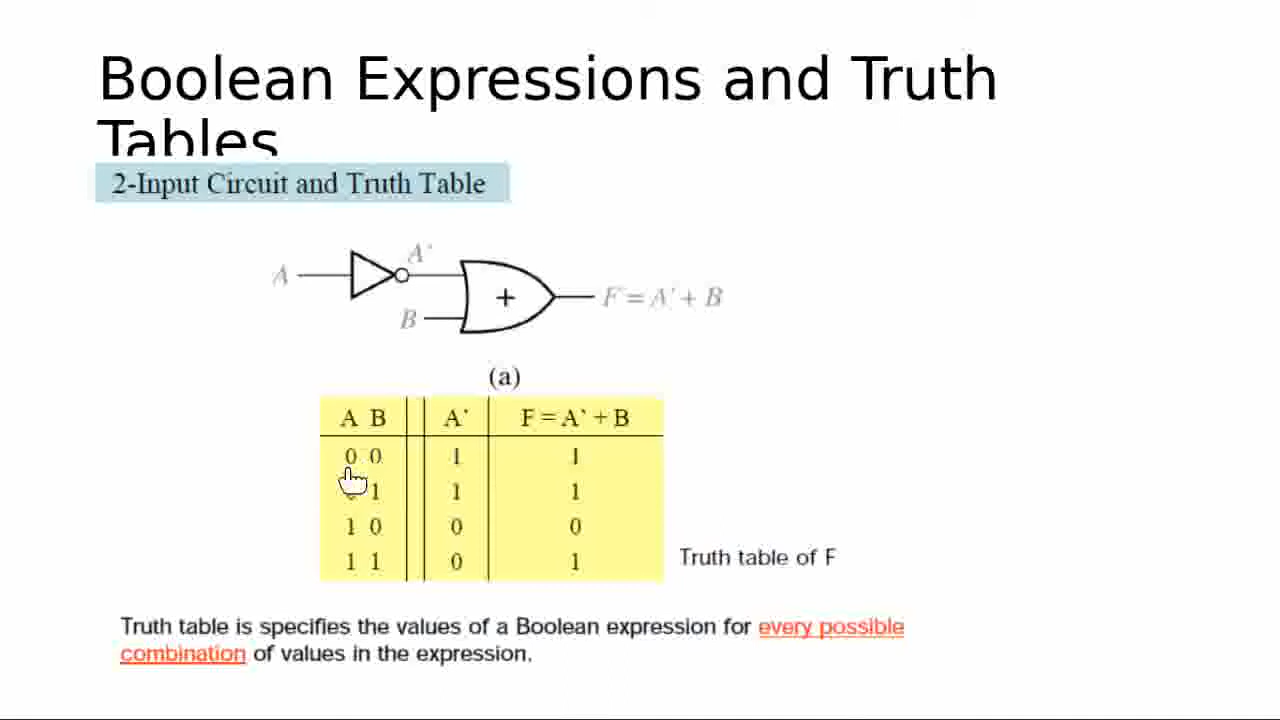 Boolean Expressions and Truth
Tables
2-Input Circuit and Truth Table
A'
A
+
F = A' + B
B
(a)
A B A' F = A' + B
0 0 1 1
1 1 1
1 0 0 0
1 1 0 1
Truth table of F
Truth table is specifies the values of a Boolean expression for every possible
combination of values in the expression.